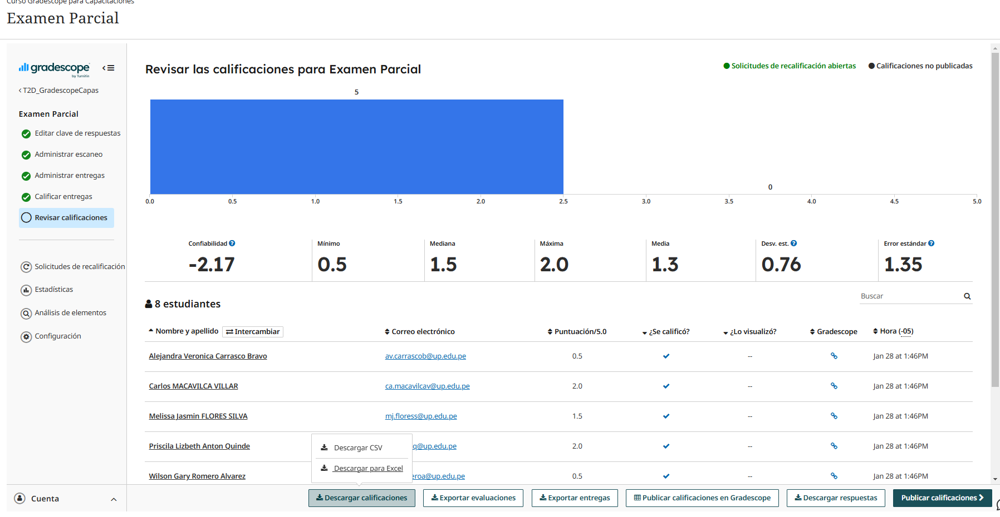 Curso Gradescope para Capacitaciones
Examen Parcial
gradescope
by Turnitin
T2D_GradescopeCapas
Examen Parcial
Editar clave de respuestas
Administrar escaneo
Administrar entregas
Calificar entregas
Revisar calificaciones
Solicitudes de recalificación
Estadísticas
Análisis de elementos
Configuración
Cuenta
Revisar las calificaciones para Examen Parcial
Solicitudes de recalificación abiertas
Calificaciones no publicadas
5
0
0.0 0.5 1.0 1.5 2.0 2.5 3.0 3.5 4.0 4.5 5.0
Confiabilidad Mínimo Mediana Máxima Media Desv. est. Error estándar
-2.17 0.5 1.5 2.0 1.3 0.76 1.35
8 estudiantes
Buscar
Nombre y apellido Intercambiar Correo electrónico Puntuación/5.0 ¿Se calificó? ¿Lo visualizó? Gradescope Hora (-05)
Alejandra Veronica Carrasco Bravo av.carrascob@up.edu.pe 0.5 -- Jan 28 at 1:46PM
Carlos MACAVILCA VILLAR ca.macavilcav@up.edu.pe 2.0 -- Jan 28 at 1:46PM
Melissa Jasmin FLORES SILVA mj.floress@up.edu.pe 1.5 -- Jan 28 at 1:46PM
Priscila Lizbeth Anton Quinde q@up.edu.pe 2.0 -- Jan 28 at 1:46PM
Wilson Gary Romero Alvarez eroa@up.edu.pe 0.5 -- Jan 28 at 1:46PM
Descargar CSV
Descargar para Excel
Descargar calificaciones Exportar evaluaciones Exportar entregas Publicar calificaciones en Gradescope Descargar respuestas Publicar calificaciones